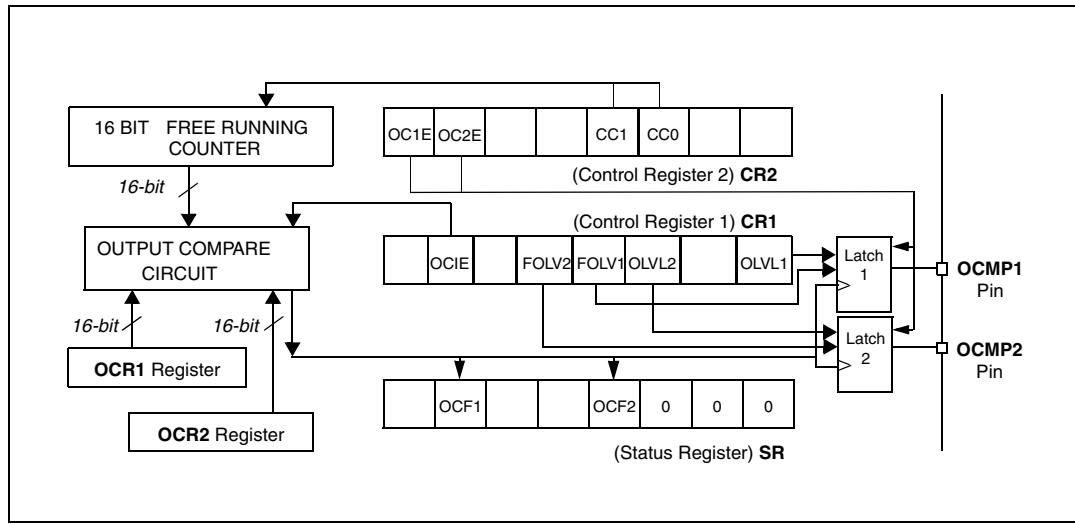 16 BIT FREE RUNNING
COUNTER
16-bit
OC1E OC2E CC1 CC0
(Control Register 2) CR2
OUTPUT COMPARE
CIRCUIT
(Control Register 1) CR1
OCIE FOLV2 FOLV1 OLVL2 OLVL1
Latch
1
OCMP1
Pin
16-bit 16-bit
OCR1 Register
Latch
2
OCMP2
Pin
OCF1 OCF2 0 0 0
OCR2 Register
(Status Register) SR